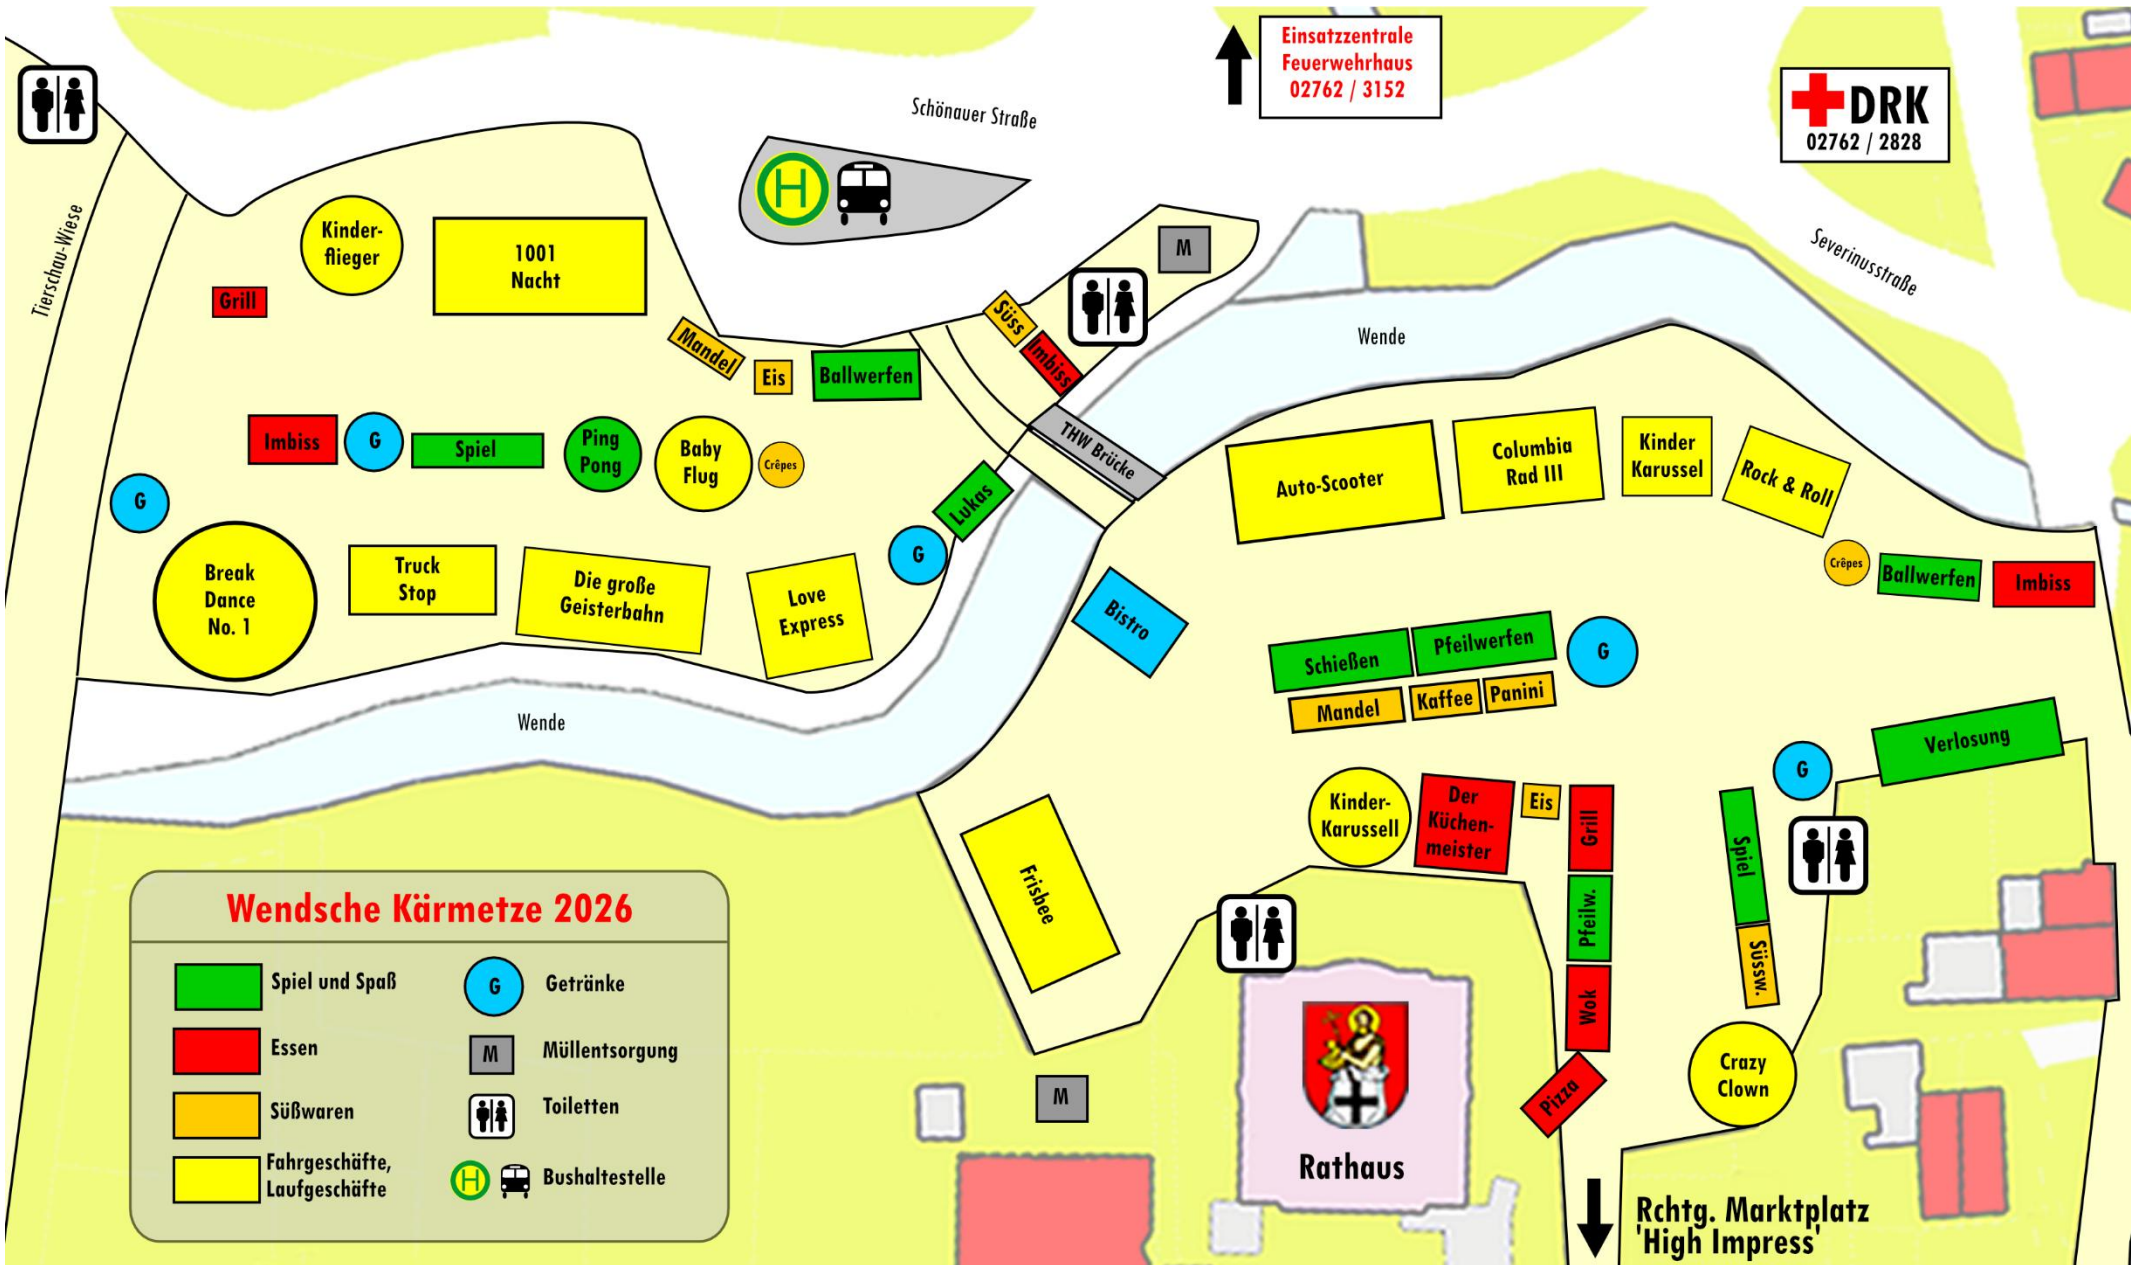 Einsatzzentrale
Feuerwehrhaus
02762 / 3152
DRK
02762 / 2828
Schönauer Straße
H
Tierschau-Wiese
Severinusstraße
Kinder-
flieger
1001
Nacht
M
Grill
Süss
Imbiss
Wende
Mandel
Eis
Ballwerfen
THW Brücke
Imbiss
G
Spiel
Ping
Pong
Baby
Flug
Crêpes
Auto-Scooter
Columbia
Rad III
Kinder
Karussel
Rock & Roll
G
Lukas
G
Break
Dance
No. 1
Truck
Stop
Die große
Geisterbahn
Love
Express
Bistro
Crêpes
Ballwerfen
Imbiss
Schießen
Pfeilwerfen
G
Mandel
Kaffee
Panini
Wende
Verlosung
G
Kinder-
Karussell
Der
Küchen-
meister
Eis
Grill
Spiel
Frisbee
Pfeilw.
Süssw.
Wok
Pizza
Crazy
Clown
M
Rathaus
Rchtg. Marktplatz
'High Impress'
Wendsche Kärmetze 2026
Spiel und Spaß
G
Getränke
Essen
M
Müllentsorgung
Süßwaren
Toiletten
Fahrgeschäfte,
Laufgeschäfte
H
Bushaltestelle